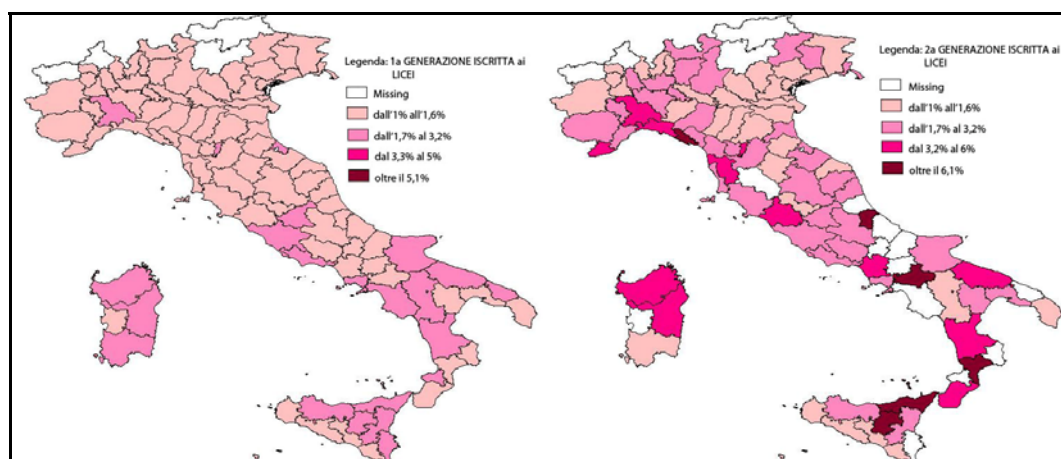 Legenda: 1a GENERAZIONE ISCRITTA ai
LICEI
Missing
dall'1% all'1,6%
dall'1,7% al 3,2%
dal 3,3% al 5%
oltre il 5,1%
Legenda: 2a GENERAZIONE ISCRITTA ai
LICEI
Missing
dall'1% all'1,6%
dall'1,7% al 3,2%
dal 3,2% al 6%
oltre il 6,1%